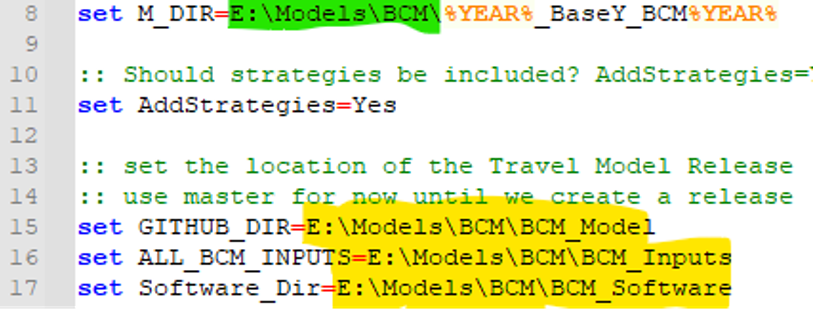 8 set M_DIR=E:\Models\BCM\%YEAR%_BaseY_BCM%YEAR%
9
10 :: Should strategies be included? AddStrategies=
11 set AddStrategies=Yes
12
13 :: set the location of the Travel Model Release
14 :: use master for now until we create a release
15 set GITHUB_DIR=E:\Models\BCM\BCM_Model
16 set ALL_BCM_INPUTS=E:\Models\BCM\BCM_Inputs
17 set Software_Dir=E:\Models\BCM\BCM_Software